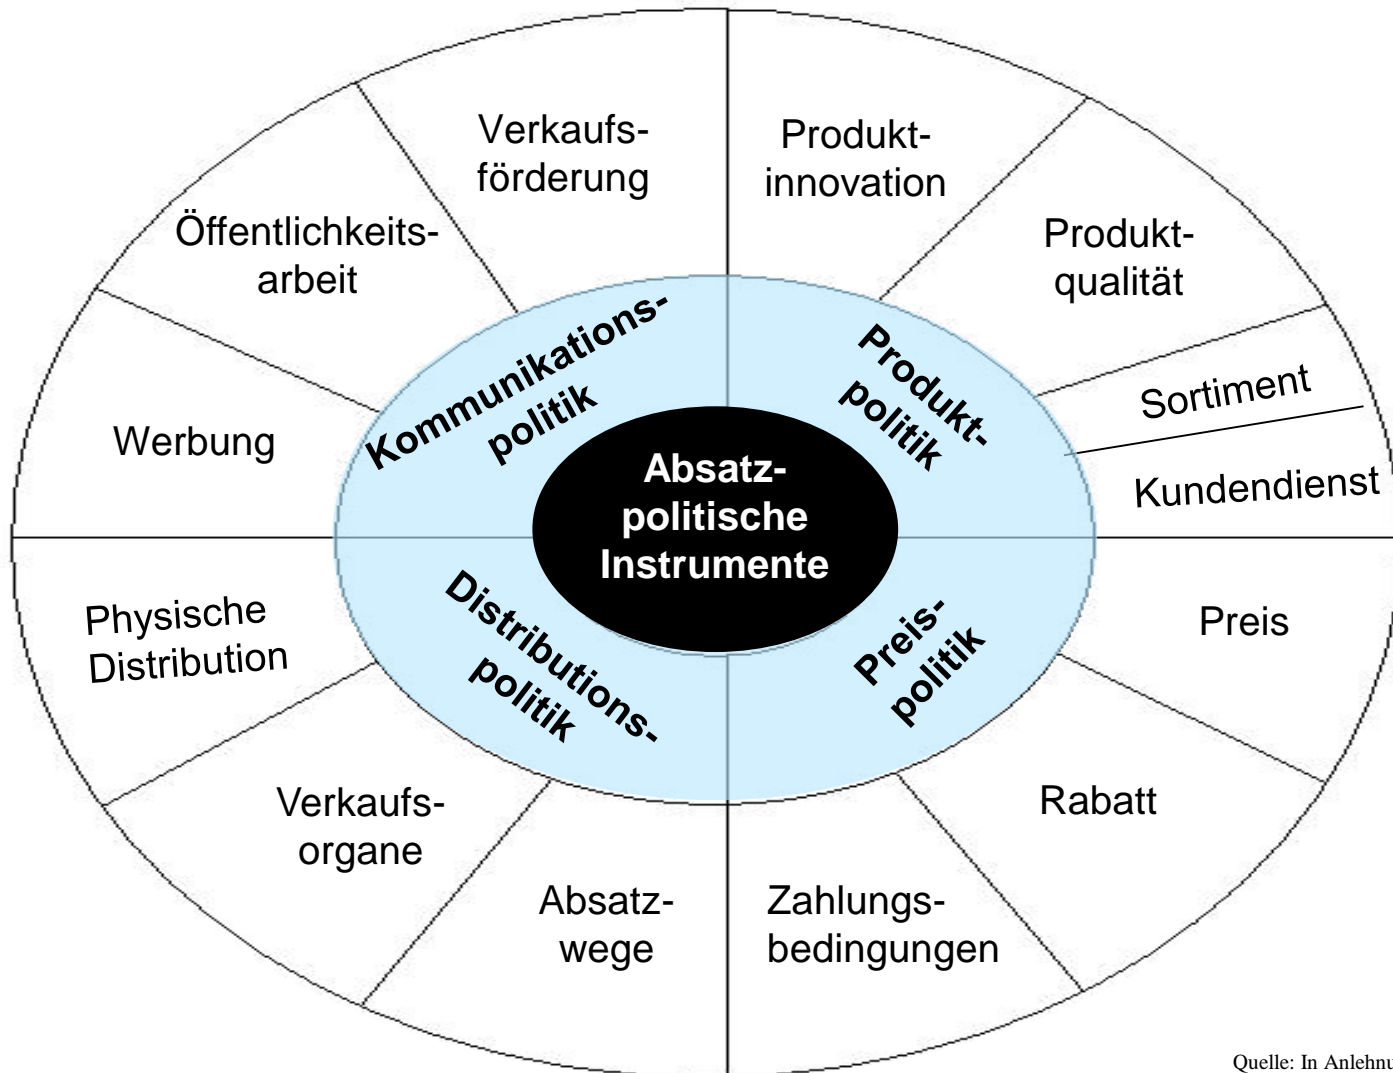 Verkaufs-
förderung
Produkt-
innovation
Öffentlichkeits-
arbeit
Produkt-
qualität
Kommunikations-
politik
Produkt-
politik
Sortiment
Werbung
Absatz-
politische
Instrumente
Kundendienst
Physische
Distribution
Distributions-
politik
Preis-
politik
Preis
Verkaufs-
organe
Rabatt
Absatz-
wege
Zahlungs-
bedingungen
Quelle: In Anlehnu